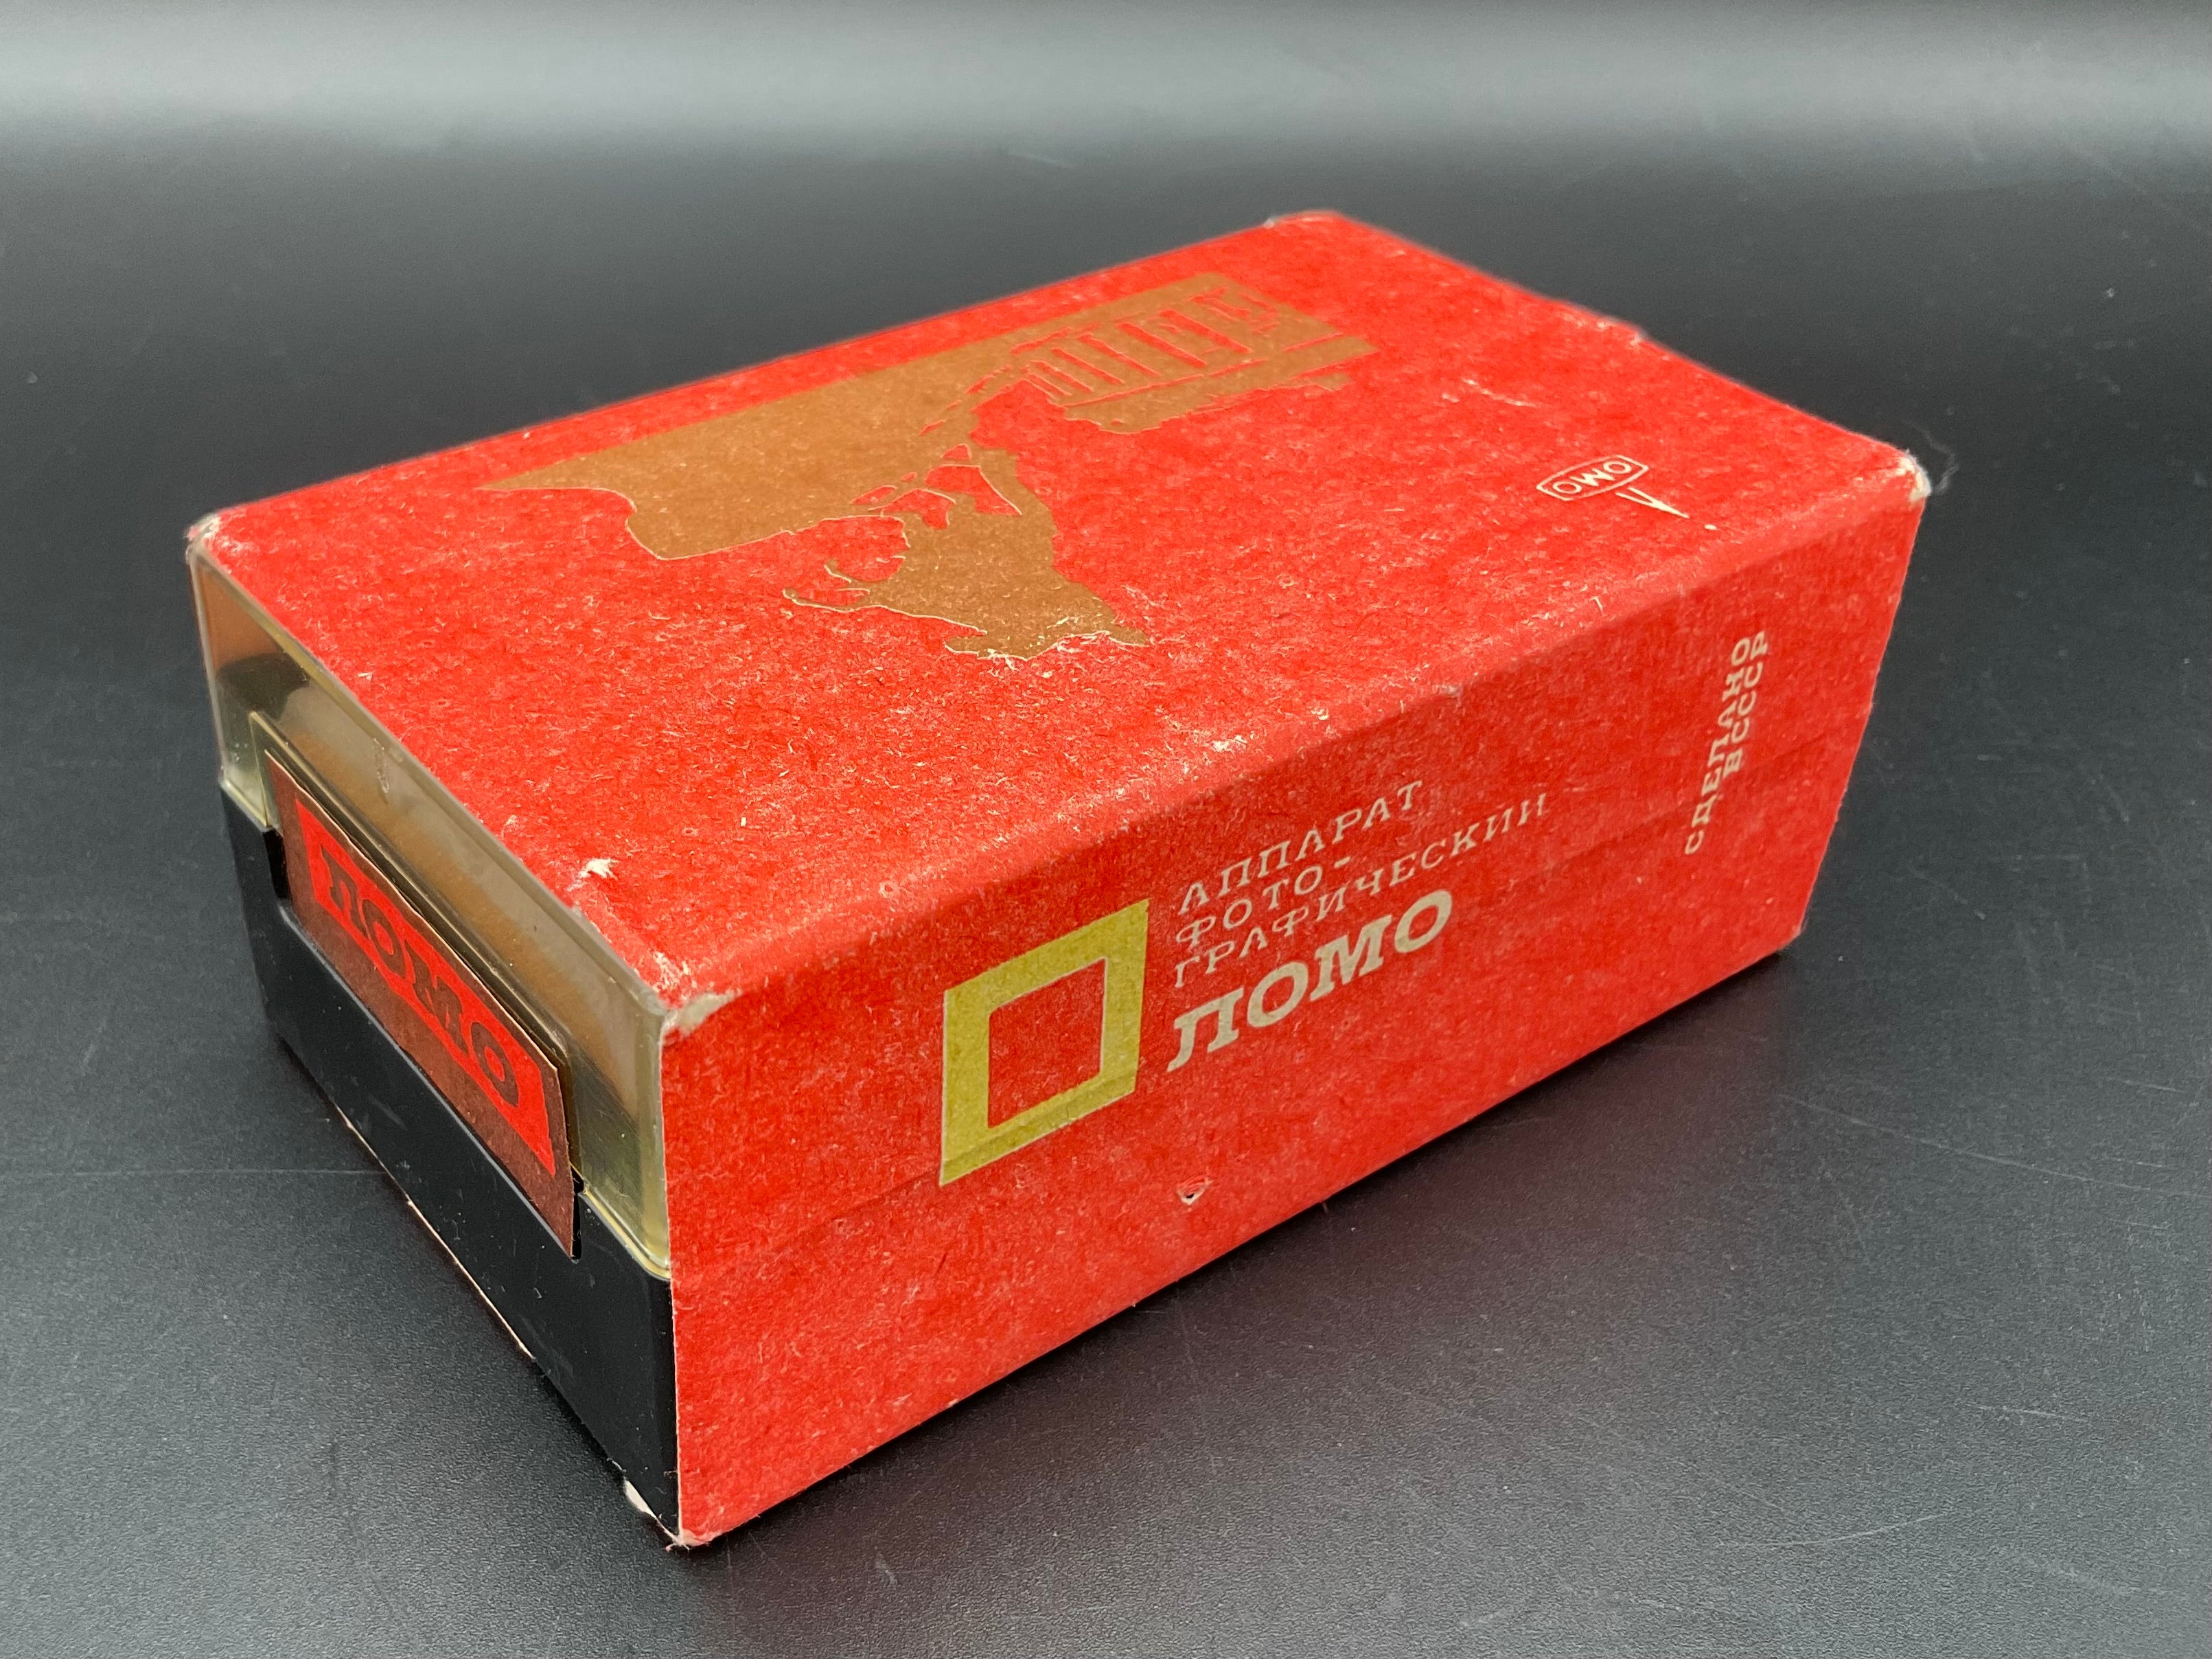 ЛОМО
АППАРАТ
ФОТО-
ГРАФИЧЕСКИЙ
ЛОМО
СДЕЛАНО
В СССР
ЛОМО